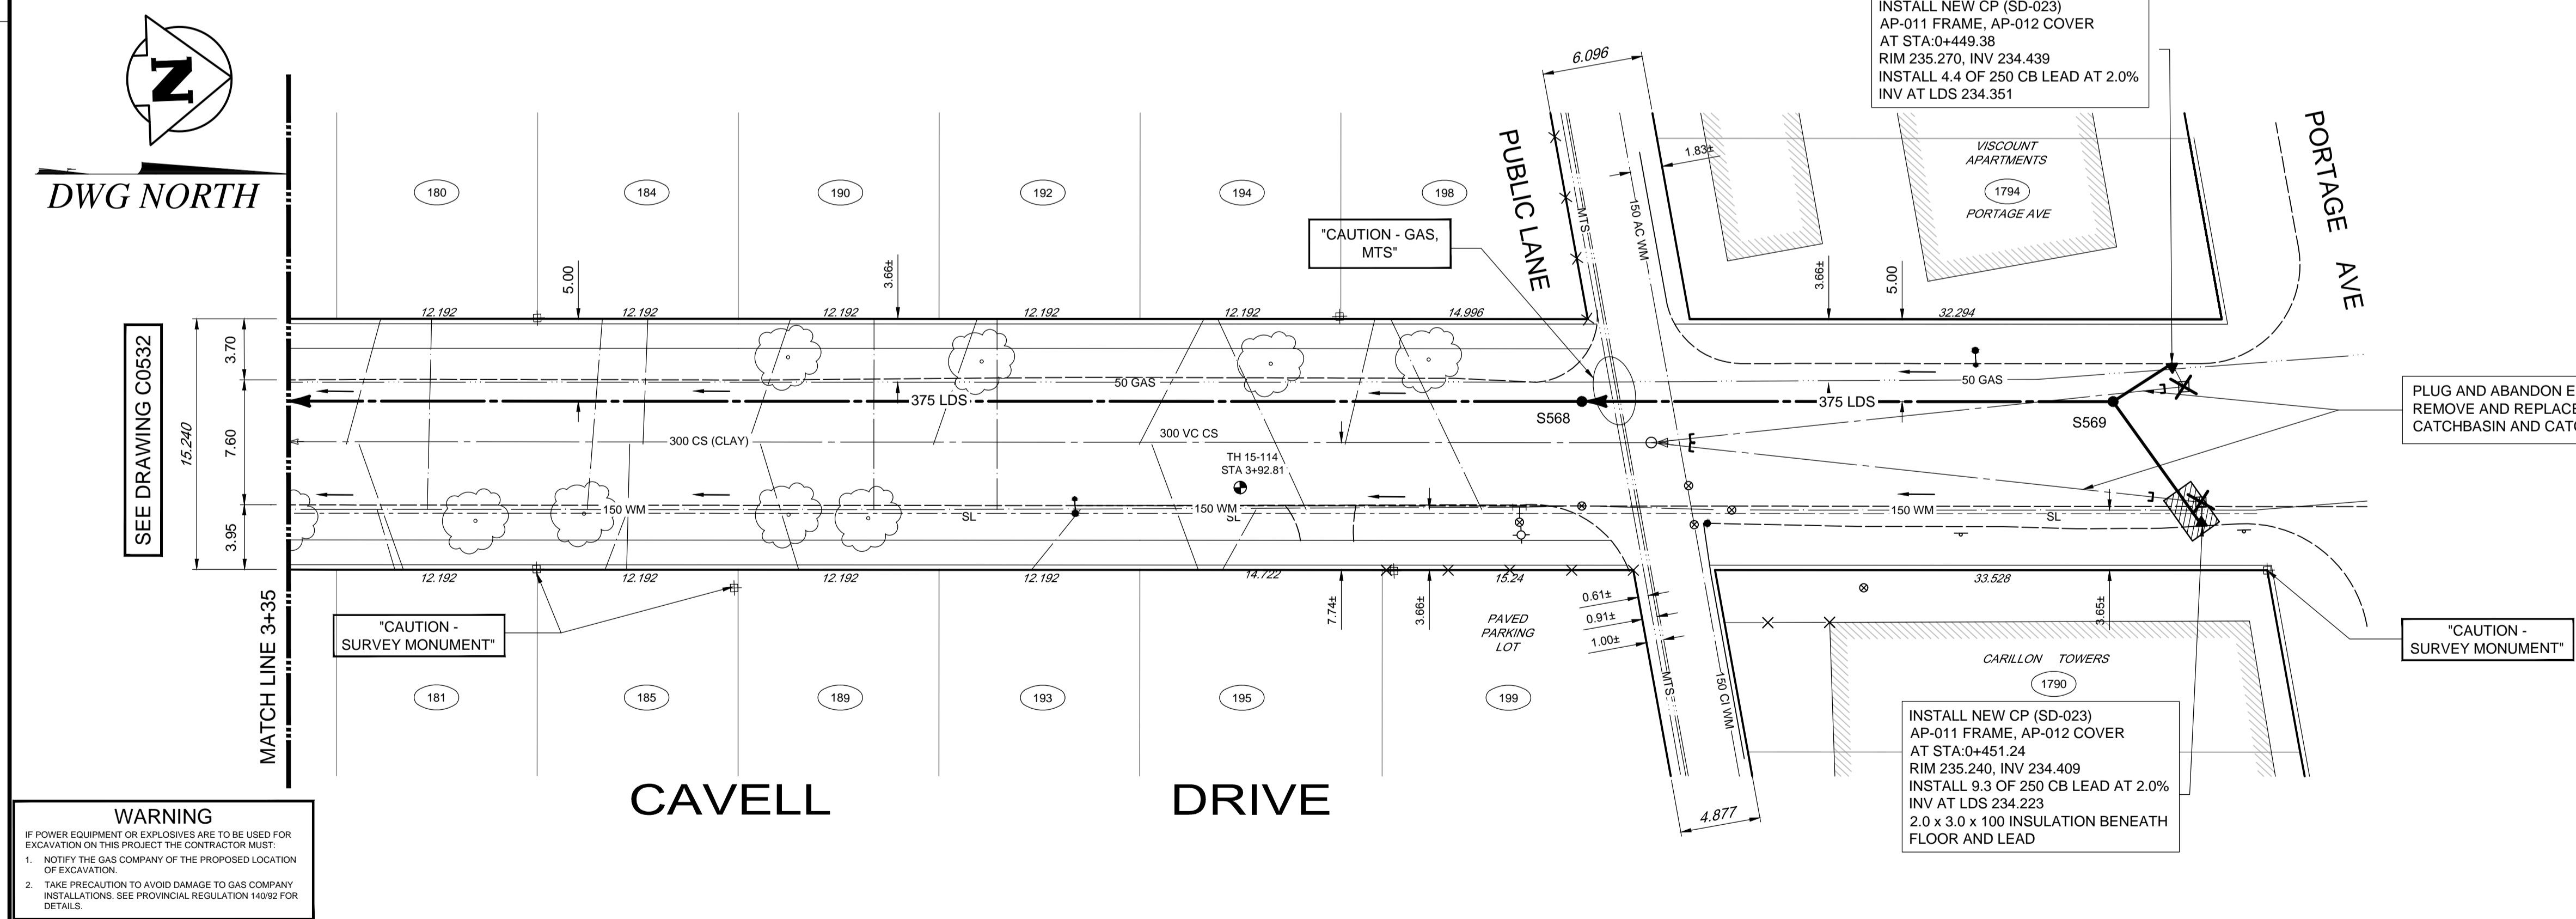 N
DWG NORTH
INSTALL NEW CP (SD-023)
AP-011 FRAME, AP-012 COVER
AT STA:0+449.38
RIM 235.270, INV 234.439
INSTALL 4.4 OF 250 CB LEAD AT 2.0%
INV AT LDS 234.351
6.096
PUBLIC LANE
PORTAGE AVE
1.83±
VISCOUNT
APARTMENTS
1794
PORTAGE AVE
180
184
190
192
194
198
"CAUTION - GAS,
MTS"
MTS
150 AC WM
5.00
3.66±
3.66±
5.00
12.192
12.192
12.192
12.192
12.192
14.996
32.294
SEE DRAWING C0532
15.240
3.70
7.60
3.95
50 GAS
50 GAS
375 LDS
S568
375 LDS
S569
PLUG AND ABANDON E
REMOVE AND REPLACE
CATCHBASIN AND CATC
300 CS (CLAY)
300 VC CS
TH 15-114
STA 3+92.81
150 WM
SL
150 WM
SL
150 WM
SL
12.192
12.192
12.192
12.192
14.722
15.24
33.528
MATCH LINE 3+35
"CAUTION -
SURVEY MONUMENT"
7.74±
3.66±
PAVED
PARKING
LOT
0.61±
0.91±
1.00±
MTS
150 CI WM
3.65±
"CAUTION -
SURVEY MONUMENT"
CARILLON TOWERS
1790
181
185
189
193
195
199
INSTALL NEW CP (SD-023)
AP-011 FRAME, AP-012 COVER
AT STA:0+451.24
RIM 235.240, INV 234.409
INSTALL 9.3 OF 250 CB LEAD AT 2.0%
INV AT LDS 234.223
2.0 x 3.0 x 100 INSULATION BENEATH
FLOOR AND LEAD
4.877
CAVELL DRIVE
WARNING
IF POWER EQUIPMENT OR EXPLOSIVES ARE TO BE USED FOR
EXCAVATION ON THIS PROJECT THE CONTRACTOR MUST:
1. NOTIFY THE GAS COMPANY OF THE PROPOSED LOCATION
OF EXCAVATION.
2. TAKE PRECAUTION TO AVOID DAMAGE TO GAS COMPANY
INSTALLATIONS. SEE PROVINCIAL REGULATION 140/92 FOR
DETAILS.